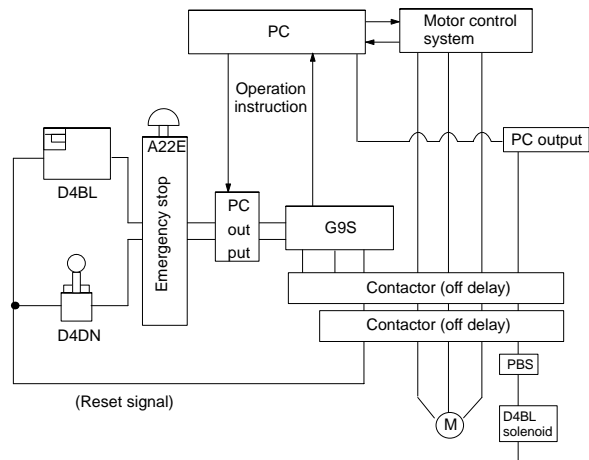 PC
Motor control
system
Operation
instruction
A22E
PC output
D4BL
Emergency stop
PC
out
put
G9S
Contactor (off delay)
D4DN
Contactor (off delay)
PBS
(Reset signal)
M
D4BL
solenoid